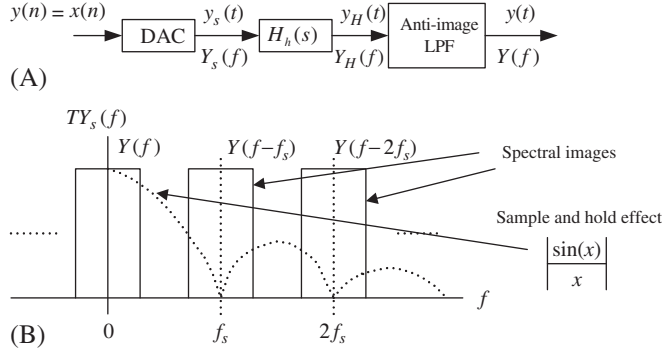 y(n) = x(n)
DAC
y_s(t)
Y_s(f)
H_h(s)
y_H(t)
Y_H(f)
Anti-image
LPF
y(t)
Y(f)
(A)
TY_s(f)
Y(f)
Y(f−f_s)
Y(f−2f_s)
Spectral images
Sample and hold effect
|sin(x)/x|
f
(B)
0
f_s
2f_s